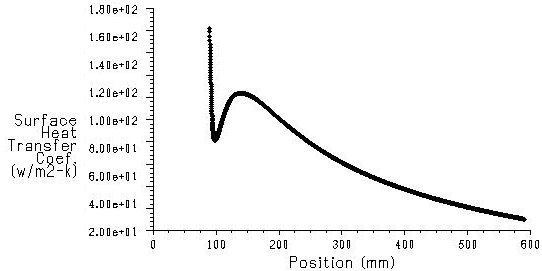 1.80e+02
1.60e+02
1.40e+02
1.20e+02
1.00e+02
8.00e+01
6.00e+01
4.00e+01
2.00e+01
Surface
Heat
Transfer
Coef.
(w/m2-k)
0 100 200 300 400 500 600
Position (mm)